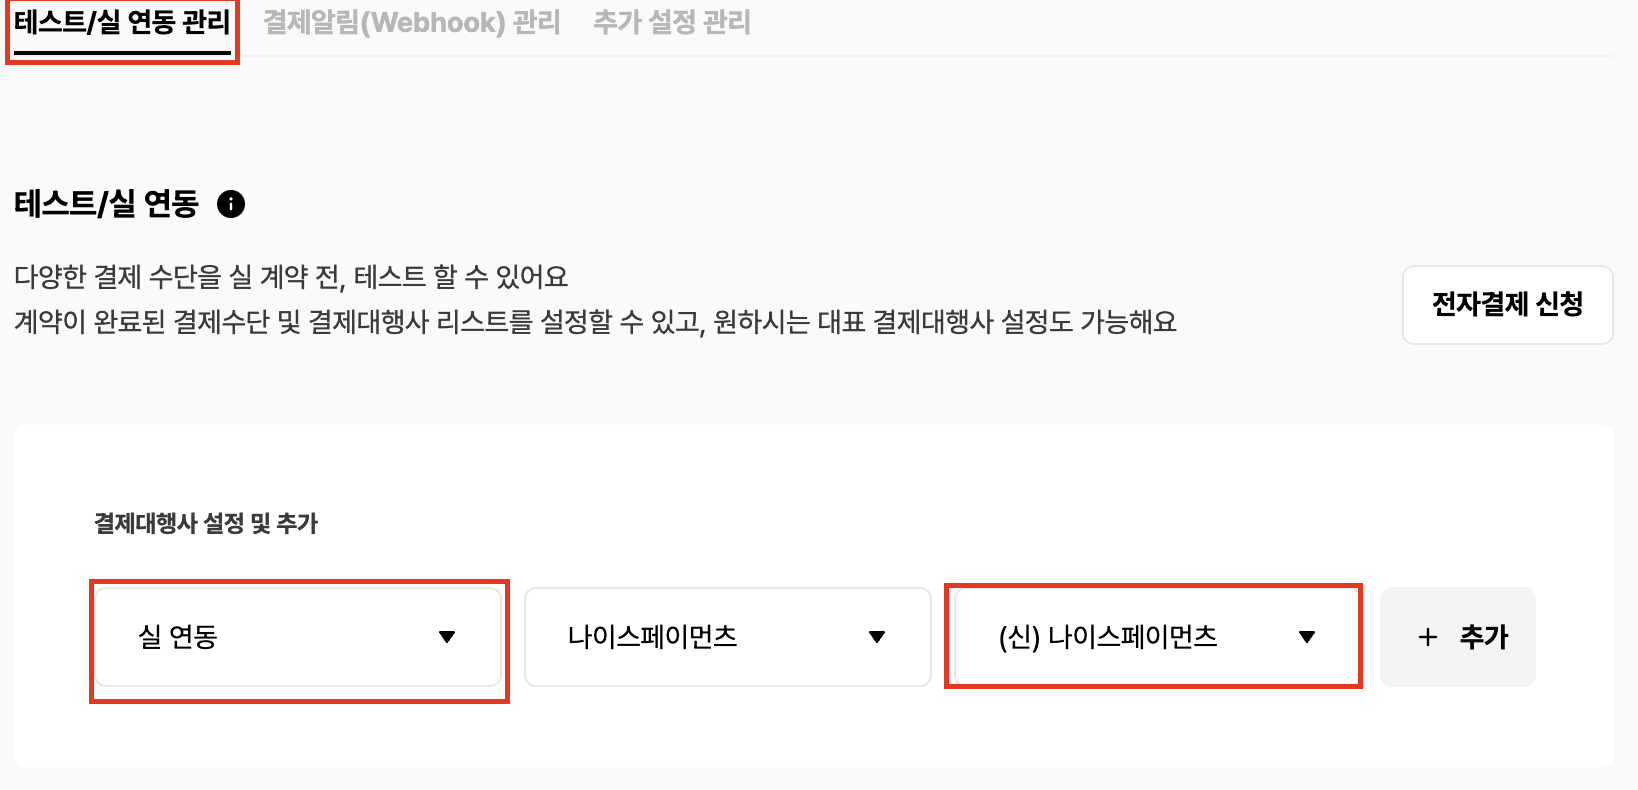 테스트/실 연동 관리 결제알림(Webhook) 관리 추가 설정 관리
테스트/실 연동
다양한 결제 수단을 실 계약 전, 테스트 할 수 있어요
계약이 완료된 결제수단 및 결제대행사 리스트를 설정할 수 있고, 원하시는 대표 결제대행사 설정도 가능해요
전자결제 신청
결제대행사 설정 및 추가
실 연동 나이스페이먼츠 (신) 나이스페이먼츠 + 추가